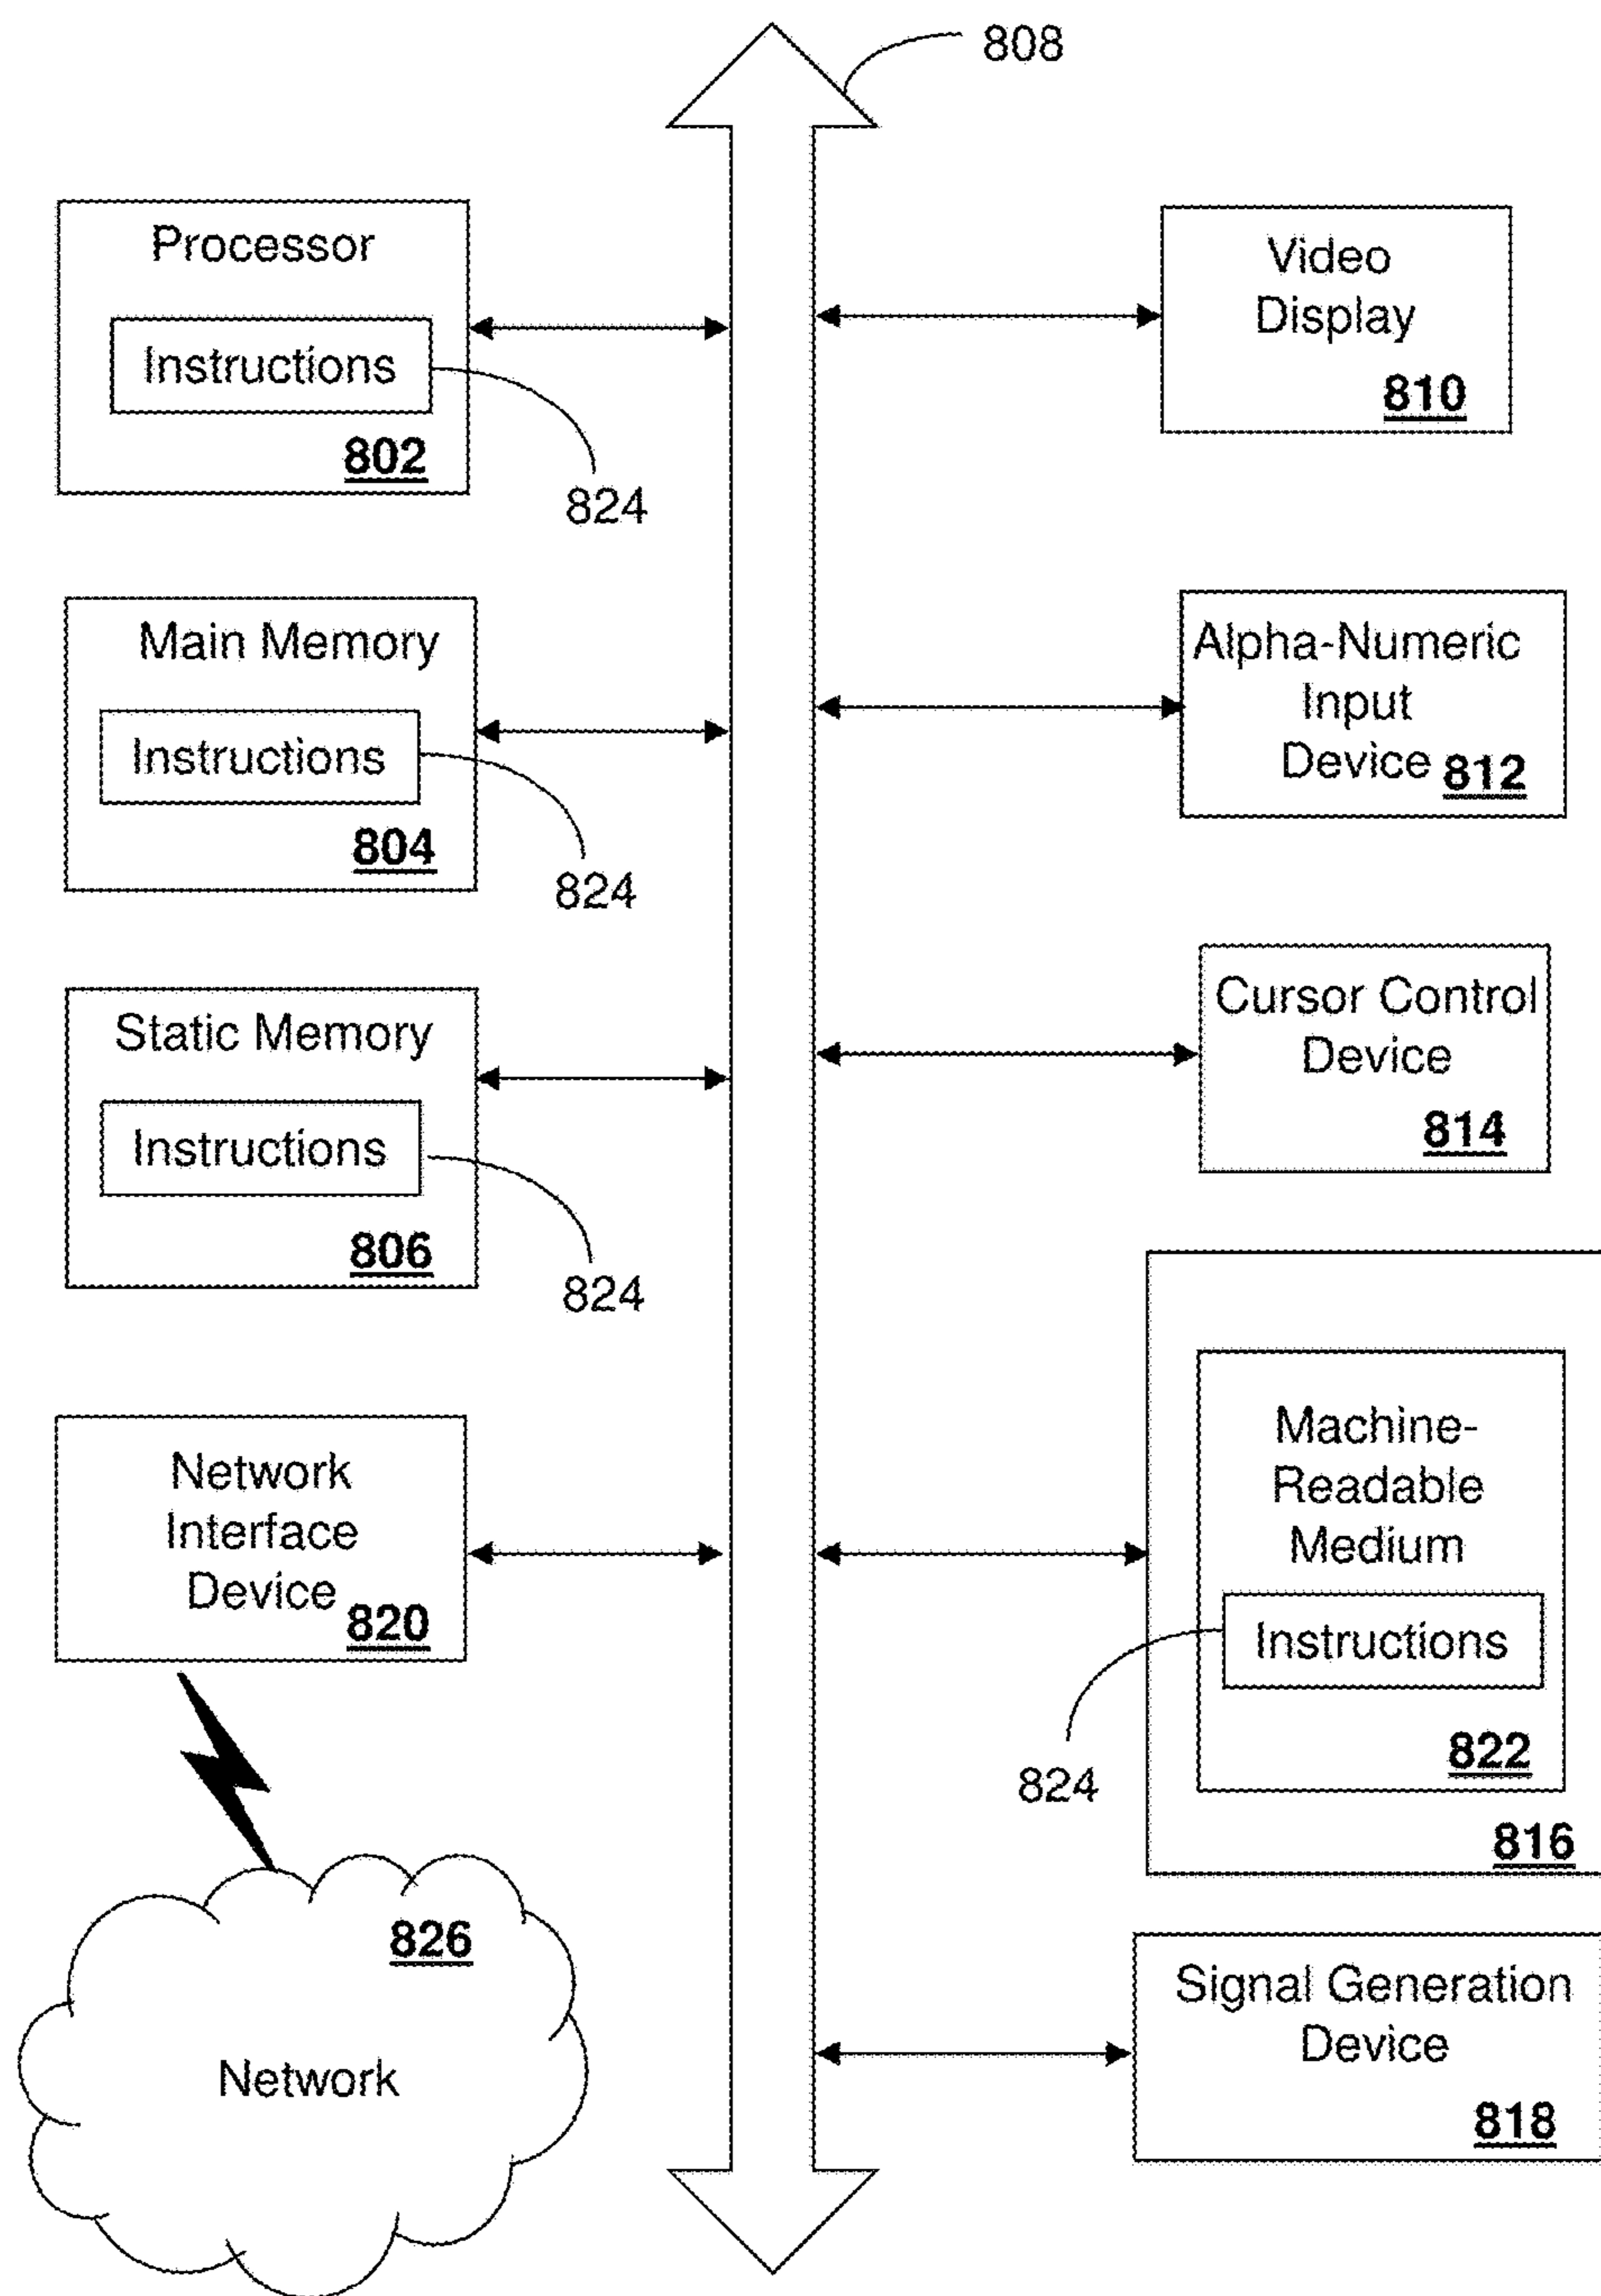 808
Processor
Instructions
802
824
Main Memory
Instructions
804
824
Static Memory
Instructions
806
824
Network
Interface
Device
820
826
Network
Video
Display
810
Alpha-Numeric
Input
Device
812
Cursor Control
Device
814
Machine-
Readable
Medium
Instructions
822
824
816
Signal Generation
Device
818